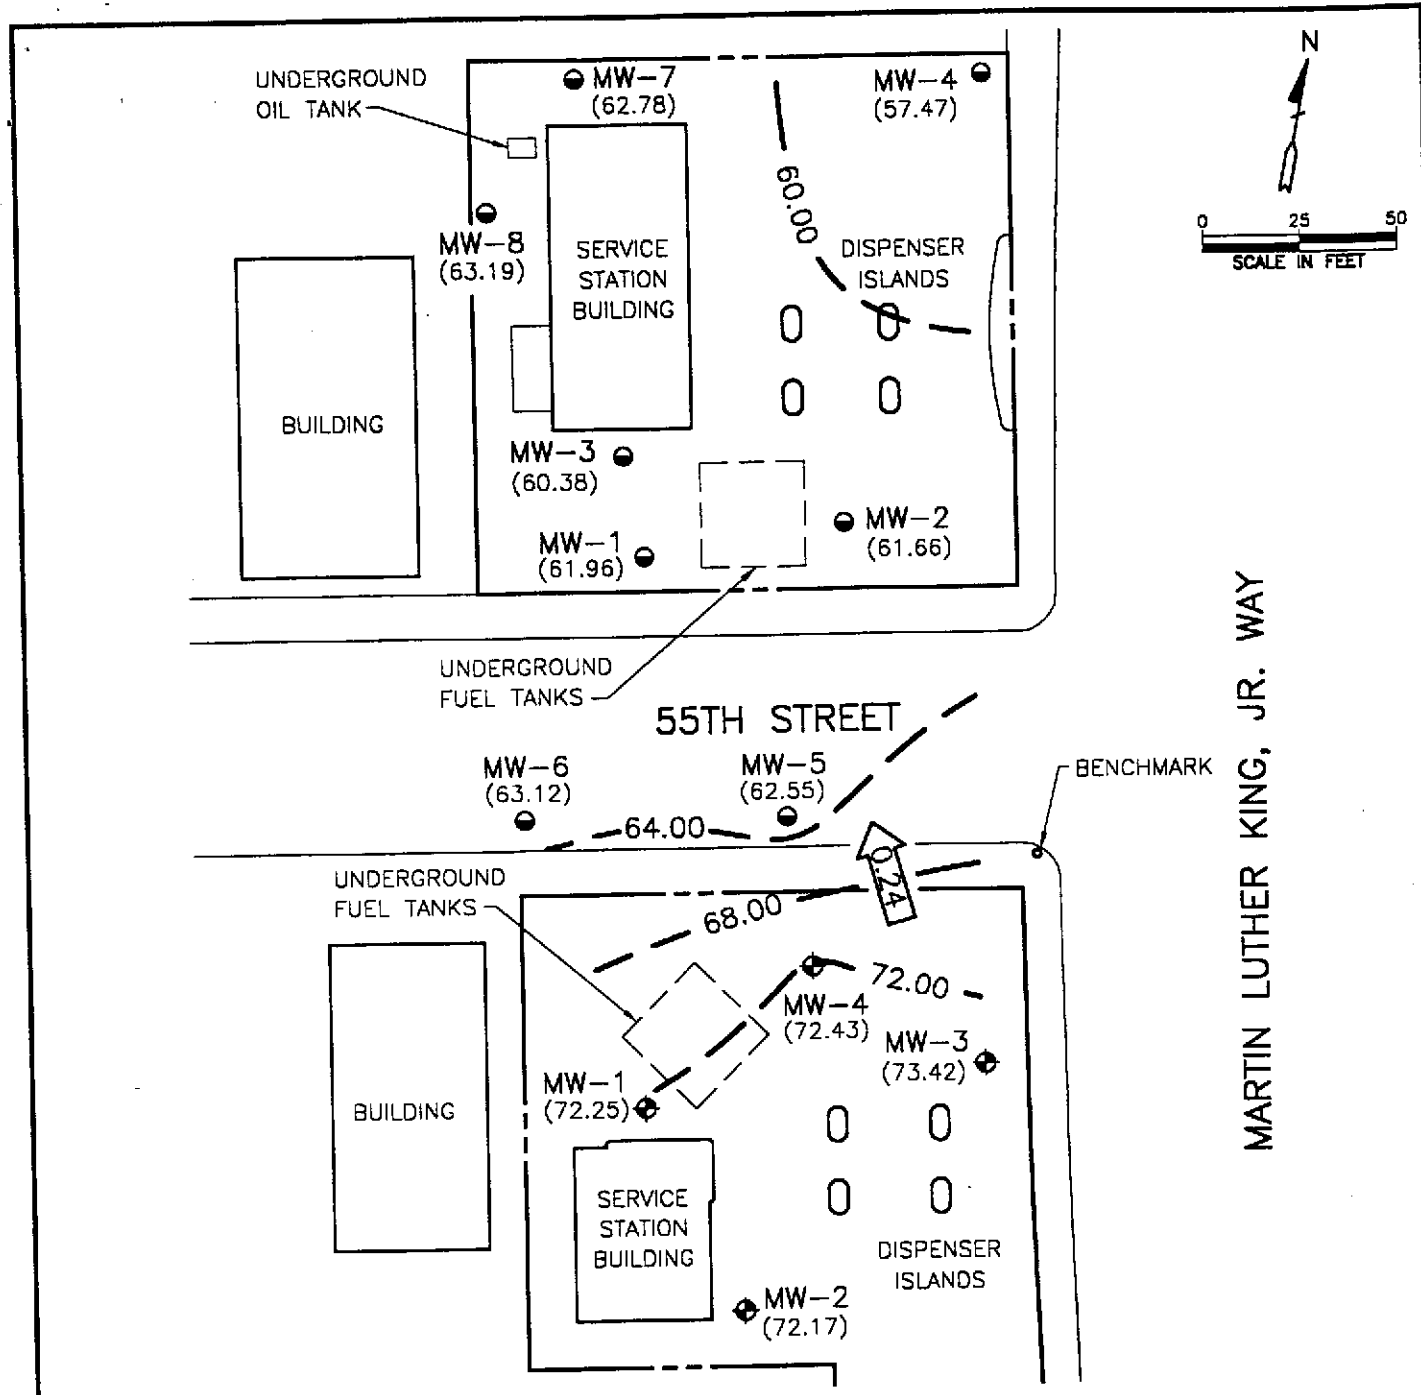 UNDERGROUND
OIL TANK
MW-7
(62.78)
MW-4
(57.47)
N
0 25 50
SCALE IN FEET
60.00
MW-8
(63.19)
SERVICE
STATION
BUILDING
DISPENSER
ISLANDS
BUILDING
MW-3
(60.38)
MW-2
(61.66)
MW-1
(61.96)
UNDERGROUND
FUEL TANKS
55TH STREET
MARTIN LUTHER KING, JR. WAY
MW-6
(63.12)
MW-5
(62.55)
BENCHMARK
64.00
0.24
UNDERGROUND
FUEL TANKS
68.00
72.00
MW-4
(72.43)
MW-3
(73.42)
MW-1
(72.25)
BUILDING
SERVICE
STATION
BUILDING
DISPENSER
ISLANDS
MW-2
(72.17)